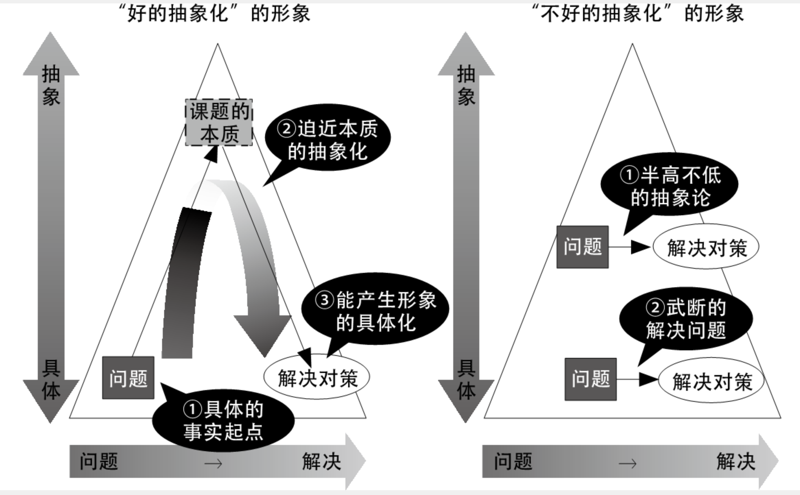 “好的抽象化”的形象
抽象
课题的
本质
②迫近本质
的抽象化
③能产生形象
的具体化
具体
问题
解决对策
①具体的
事实起点
问题
→
解决
“不好的抽象化”的形象
抽象
①半高不低
的抽象论
问题
解决对策
②武断的
解决问题
具体
问题
解决对策
问题
→
解决